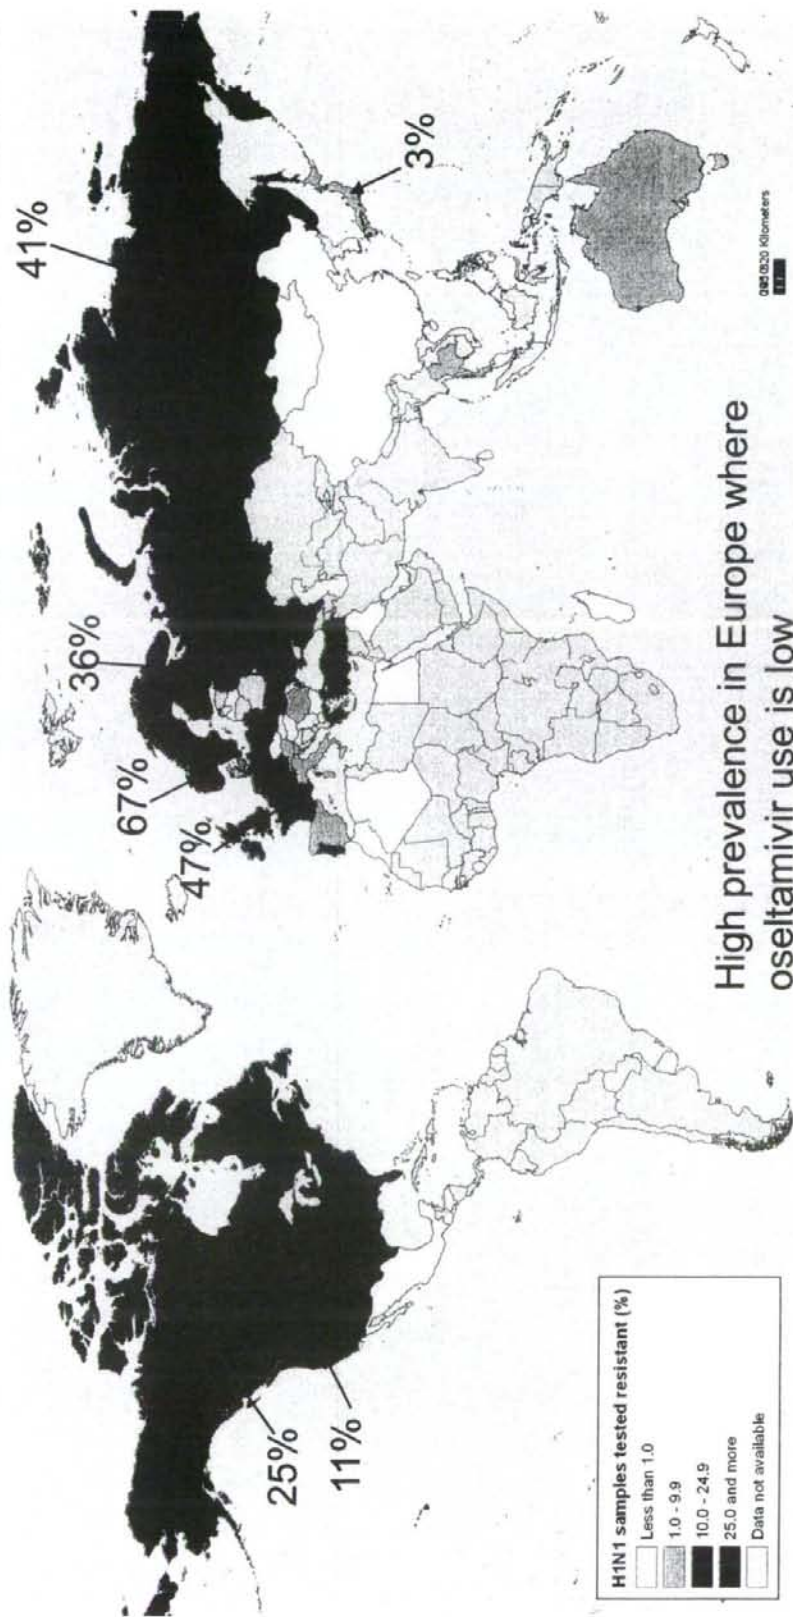 41%
36%
67%
47%
3%
25%
11%
H1N1 samples tested resistant (%)
Less than 1.0
1.0 - 9.9
10.0 - 24.9
25.0 and more
Data not available
High prevalence in Europe where
oseltamivir use is low
Kilometers